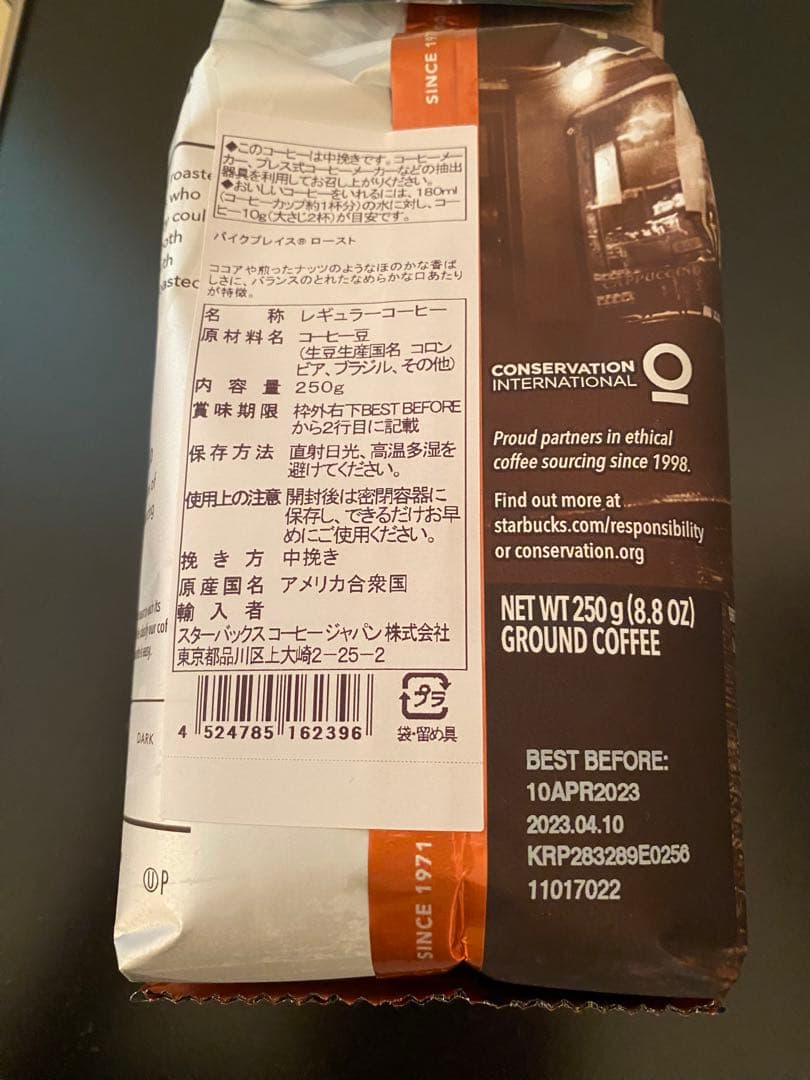 SINCE 197
roaste
who
coul
oth
th
astec
◆このコーヒーは中挽きです。コーヒーメー
カー、プレス式コーヒーメーカーなどの抽出
器具を利用してお召し上がりください。
◆おいしいコーヒーをいれるには、180ml
(コーヒーカップ約1杯分)の水に対し、コー
ヒー10g(大さじ2杯)が目安です。
パイクプレイス® ロースト
ココアや煎ったナッツのようなほのかな香ば
しさに、バランスのとれたなめらかな口あたり
が特徴。
名称 レギュラーコーヒー
原材料名 コーヒー豆
(生豆生産国名 コロン
ビア、ブラジル、その他)
内容量 250g
賞味期限 枠外右下BEST BEFORE
から2行目に記載
保存方法 直射日光、高温多湿を
避けてください。
使用上の注意 開封後は密閉容器に
保存し、できるだけお早
めにご使用ください。
挽き方 中挽き
原産国名 アメリカ合衆国
輸入者
スターバックス コーヒー ジャパン 株式会社
東京都品川区上大崎2-25-2
4 524785 162396
プラ
袋・留め具
DARK
UP
SINCE 1971
CAPPUCCINO
CONSERVATION
INTERNATIONAL
Proud partners in ethical
coffee sourcing since 1998.
Find out more at
starbucks.com/responsibility
or conservation.org
NET WT 250 g (8.8 OZ)
GROUND COFFEE
BEST BEFORE:
10APR2023
2023.04.10
KRP283289E0256
11017022